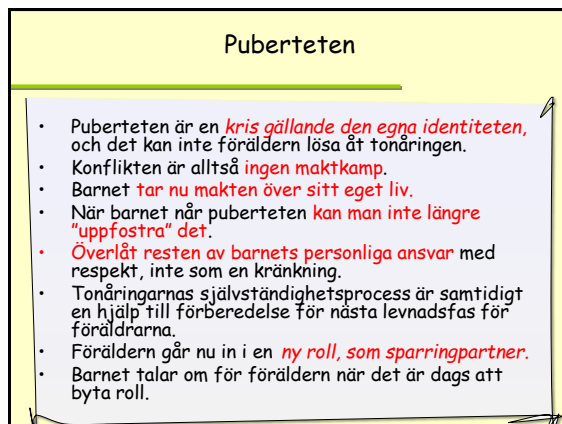 Puberteten
• Puberteten är en kris gällande den egna identiteten,
och det kan inte föräldern lösa åt tonåringen.
• Konflikten är alltså ingen maktkamp.
• Barnet tar nu makten över sitt eget liv.
• När barnet når puberteten kan man inte längre
"uppfostra" det.
• Överlåt resten av barnets personliga ansvar med
respekt, inte som en kränkning.
• Tonåringarnas självständighetsprocess är samtidigt
en hjälp till förberedelse för nästa levnadsfas för
föräldrarna.
• Föräldern går nu in i en ny roll, som sparringpartner.
• Barnet talar om för föräldern när det är dags att
byta roll.